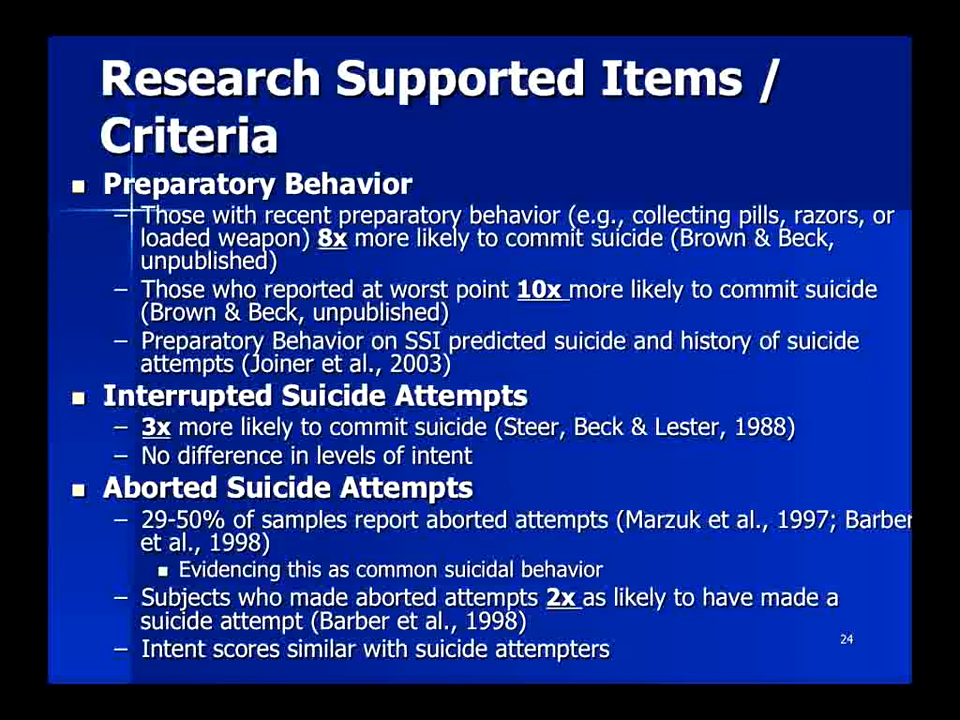 Research Supported Items /
Criteria
■ Preparatory Behavior
– Those with recent preparatory behavior (e.g., collecting pills, razors, or
loaded weapon) 8x more likely to commit suicide (Brown & Beck,
unpublished)
– Those who reported at worst point 10x more likely to commit suicide
(Brown & Beck, unpublished)
– Preparatory Behavior on SSI predicted suicide and history of suicide
attempts (Joiner et al., 2003)
■ Interrupted Suicide Attempts
– 3x more likely to commit suicide (Steer, Beck & Lester, 1988)
– No difference in levels of intent
■ Aborted Suicide Attempts
– 29-50% of samples report aborted attempts (Marzuk et al., 1997; Barber
et al., 1998)
■ Evidencing this as common suicidal behavior
– Subjects who made aborted attempts 2x as likely to have made a
suicide attempt (Barber et al., 1998)
– Intent scores similar with suicide attempters
24